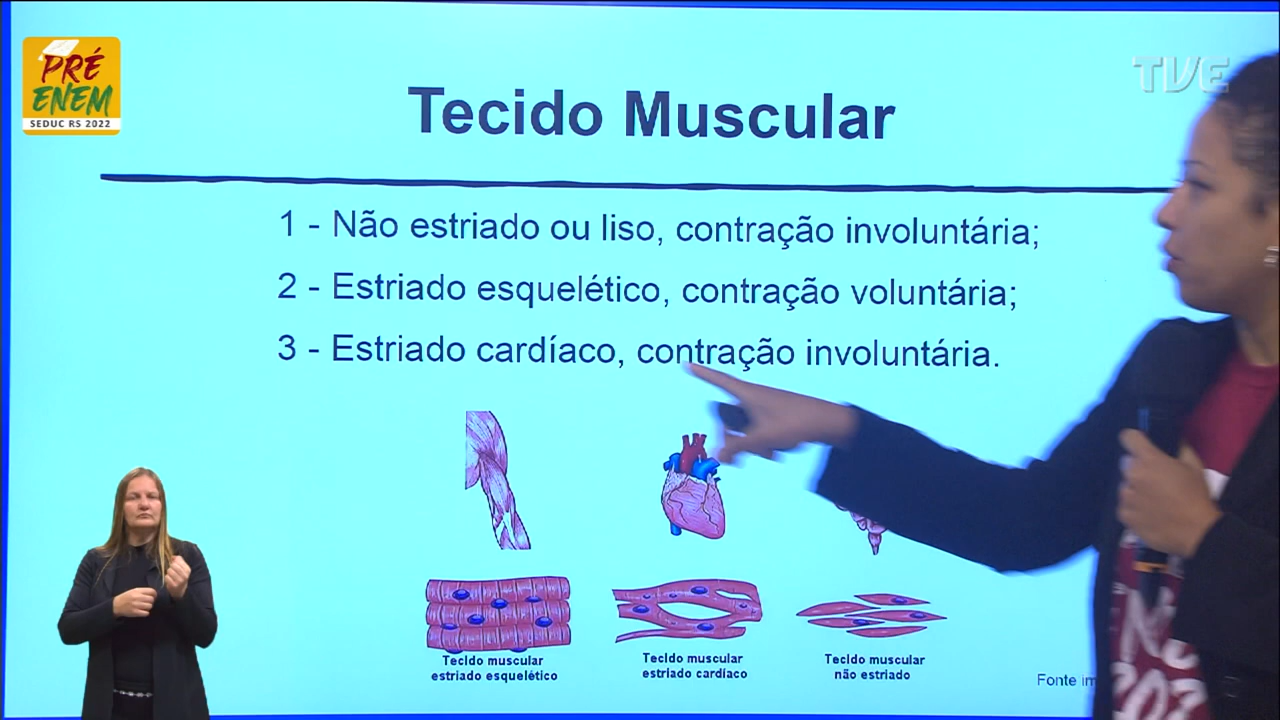 PRÉ
ENEM
SEDUC RS 2022
TVE
Tecido Muscular
1 - Não estriado ou liso, contração involuntária;
2 - Estriado esquelético, contração voluntária;
3 - Estriado cardíaco, contração involuntária.
Tecido muscular
estriado esquelético
Tecido muscular
estriado cardíaco
Tecido muscular
não estriado
Fonte